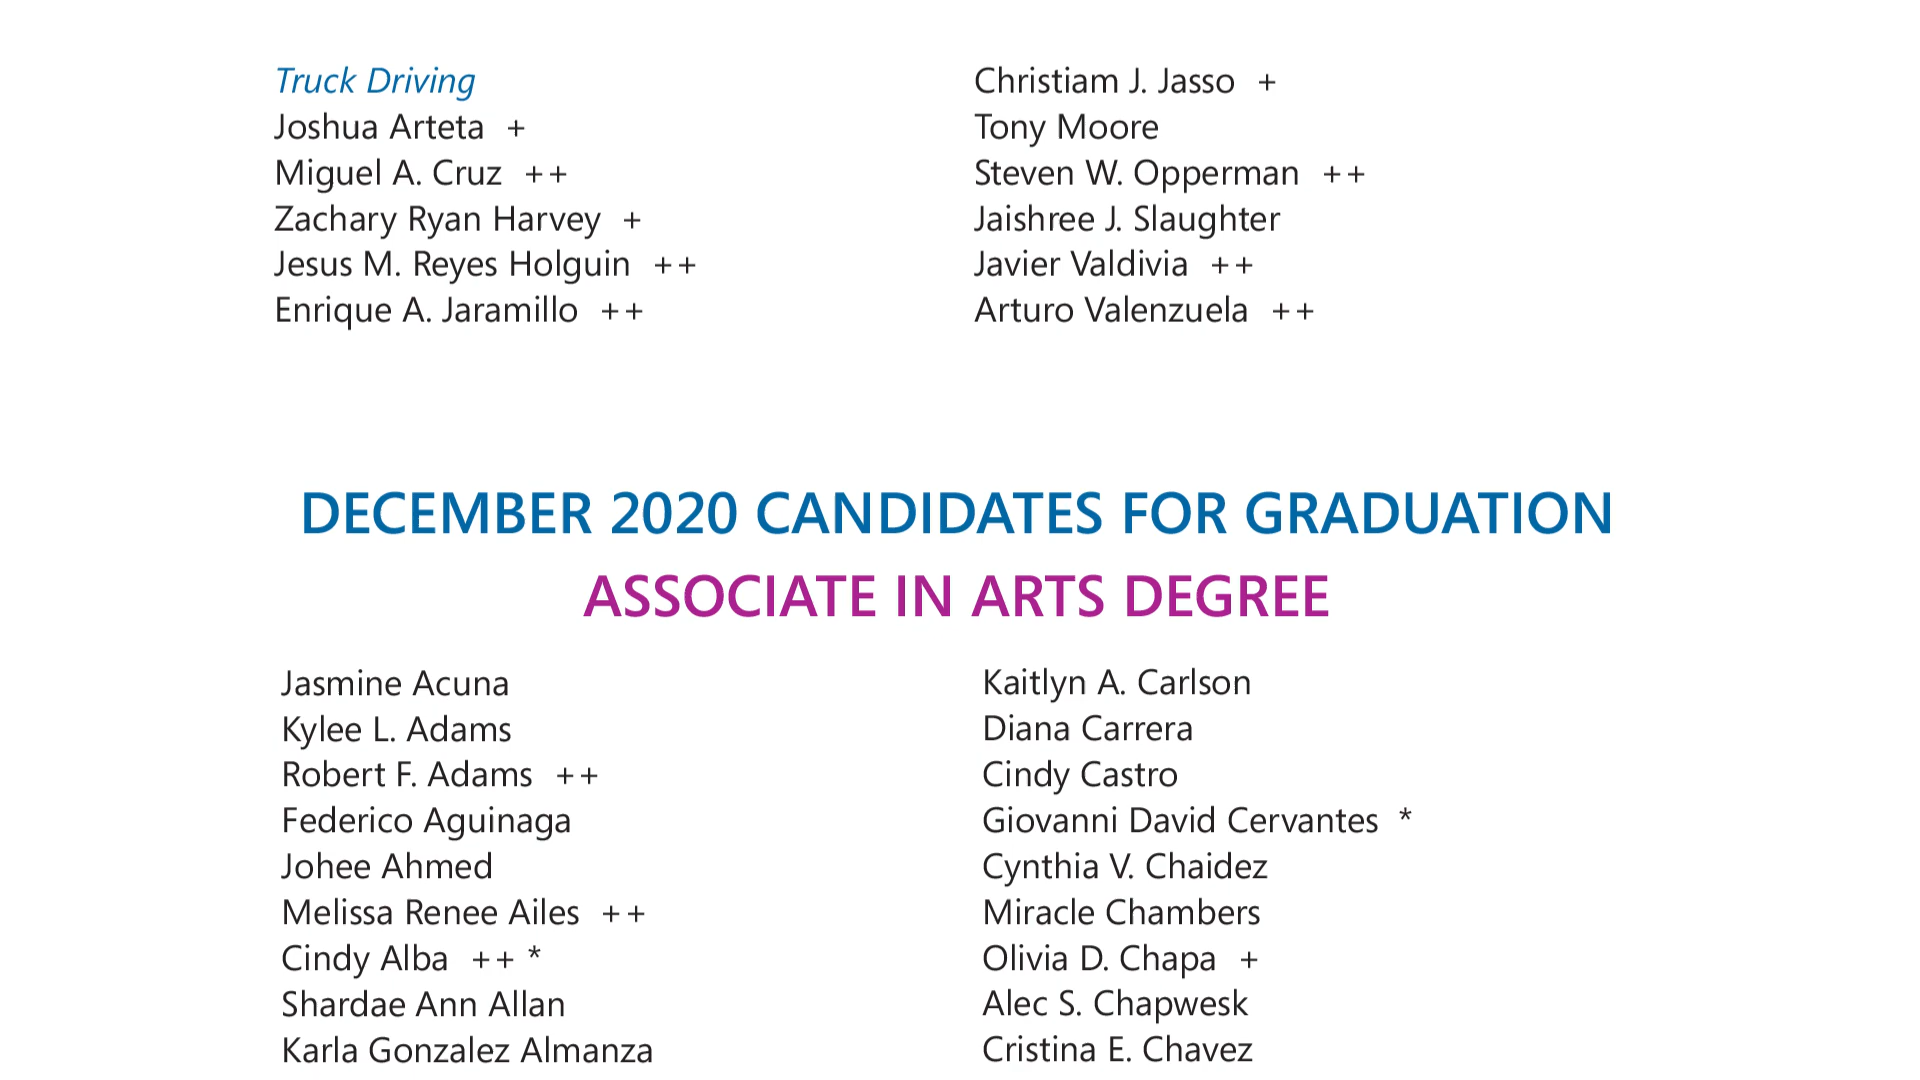 Truck Driving
Joshua Arteta +
Miguel A. Cruz ++
Zachary Ryan Harvey +
Jesus M. Reyes Holguin ++
Enrique A. Jaramillo ++
Christiam J. Jasso +
Tony Moore
Steven W. Opperman ++
Jaishree J. Slaughter
Javier Valdivia ++
Arturo Valenzuela ++
DECEMBER 2020 CANDIDATES FOR GRADUATION
ASSOCIATE IN ARTS DEGREE
Jasmine Acuna
Kylee L. Adams
Robert F. Adams ++
Federico Aguinaga
Johee Ahmed
Melissa Renee Ailes ++
Cindy Alba ++ *
Shardae Ann Allan
Karla Gonzalez Almanza
Kaitlyn A. Carlson
Diana Carrera
Cindy Castro
Giovanni David Cervantes *
Cynthia V. Chaidez
Miracle Chambers
Olivia D. Chapa +
Alec S. Chapwesk
Cristina E. Chavez